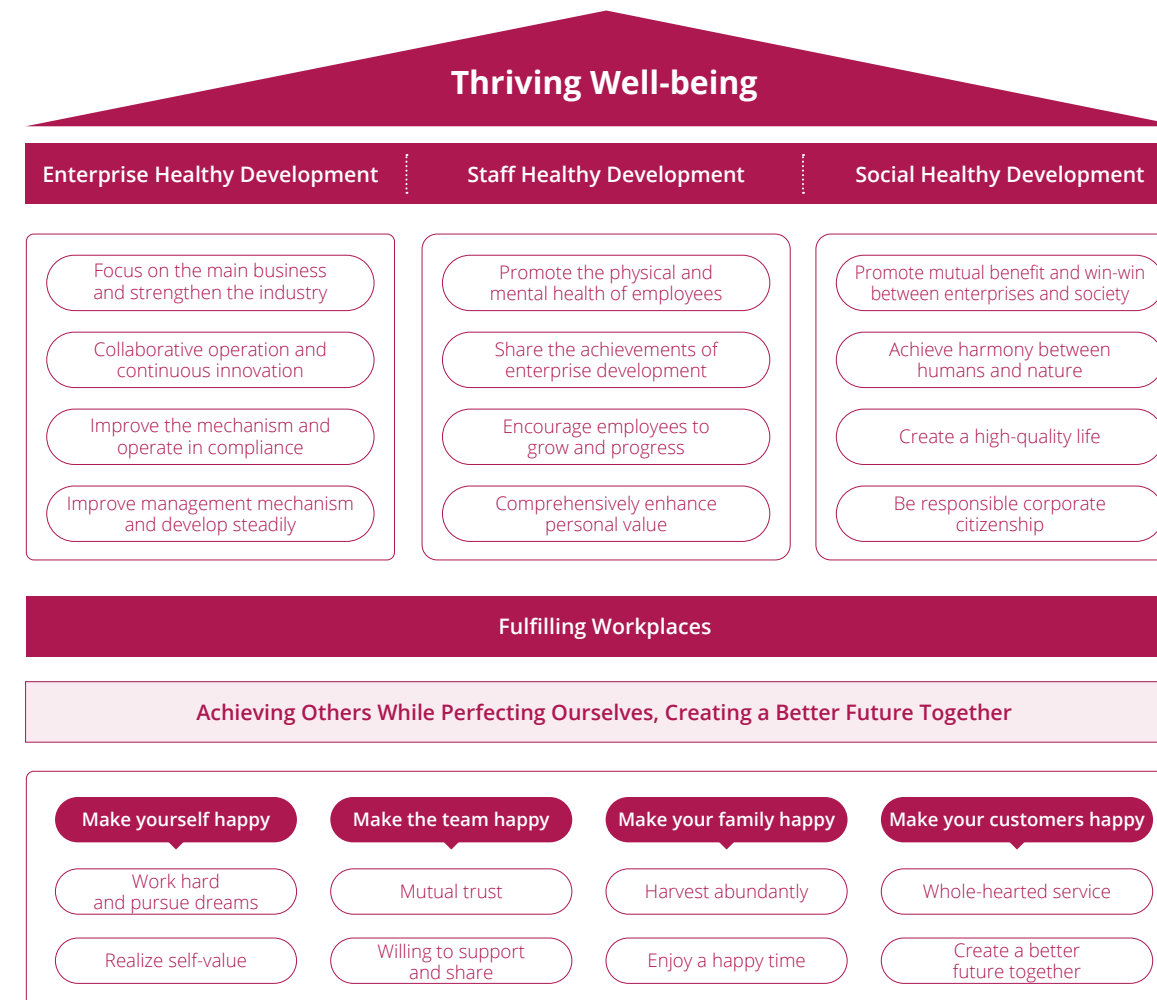 Thriving Well-being
Enterprise Healthy Development
Staff Healthy Development
Social Healthy Development
Focus on the main business
and strengthen the industry
Collaborative operation and
continuous innovation
Improve the mechanism and
operate in compliance
Improve management mechanism
and develop steadily
Promote the physical and
mental health of employees
Share the achievements of
enterprise development
Encourage employees to
grow and progress
Comprehensively enhance
personal value
Promote mutual benefit and win-win
between enterprises and society
Achieve harmony between
humans and nature
Create a high-quality life
Be responsible corporate
citizenship
Fulfilling Workplaces
Achieving Others While Perfecting Ourselves, Creating a Better Future Together
Make yourself happy
Work hard
and pursue dreams
Realize self-value
Make the team happy
Mutual trust
Willing to support
and share
Make your family happy
Harvest abundantly
Enjoy a happy time
Make your customers happy
Whole-hearted service
Create a better
future together